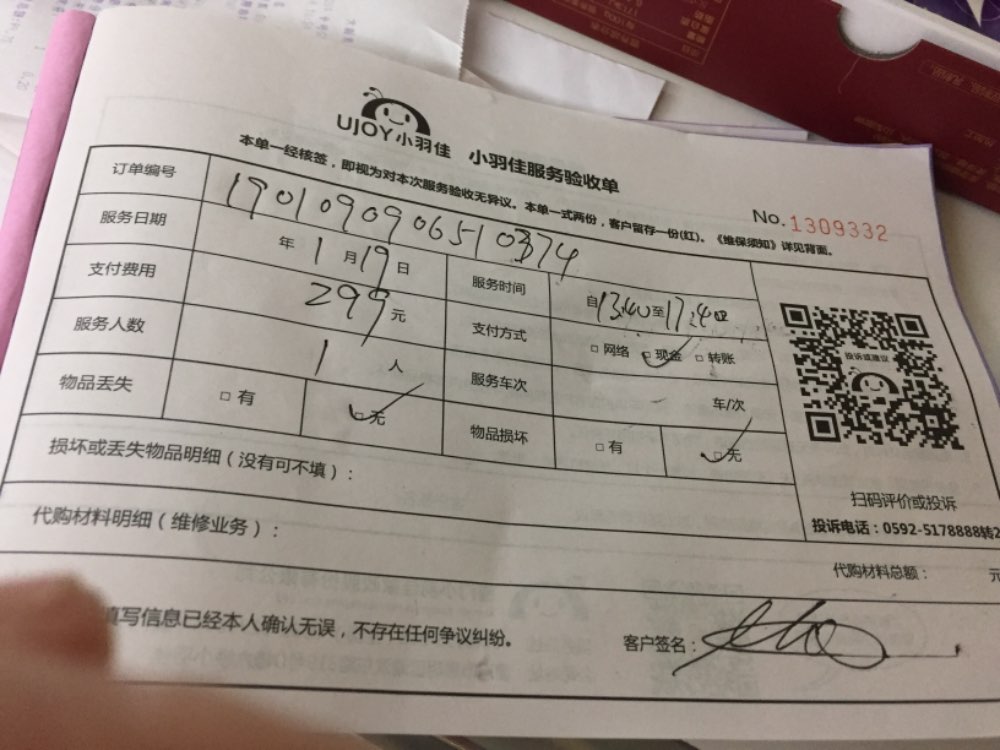 UJOY小羽佳 小羽佳服务验收单
No.1309332
本单一经核签，即视为对本次服务验收无异议。本单一式两份，客户留存一份(红)。《维保须知》详见背面。
订单编号 1901090906510374
服务日期 年 1 月 19 日 服务时间 自13:40至17:40
支付费用 299 元 支付方式 □ 网络 □ 现金 □ 转账
服务人数 1 人 服务车次 车/次
物品丢失 □ 有 □ 无 物品损坏 □ 有 □ 无
投诉或建议
扫码评价或投诉
投诉电话：0592-5178888转2
损坏或丢失物品明细（没有可不填）：
代购材料明细（维修业务）：
代购材料总额： 元
填写信息已经本人确认无误，不存在任何争议纠纷。 客户签名：